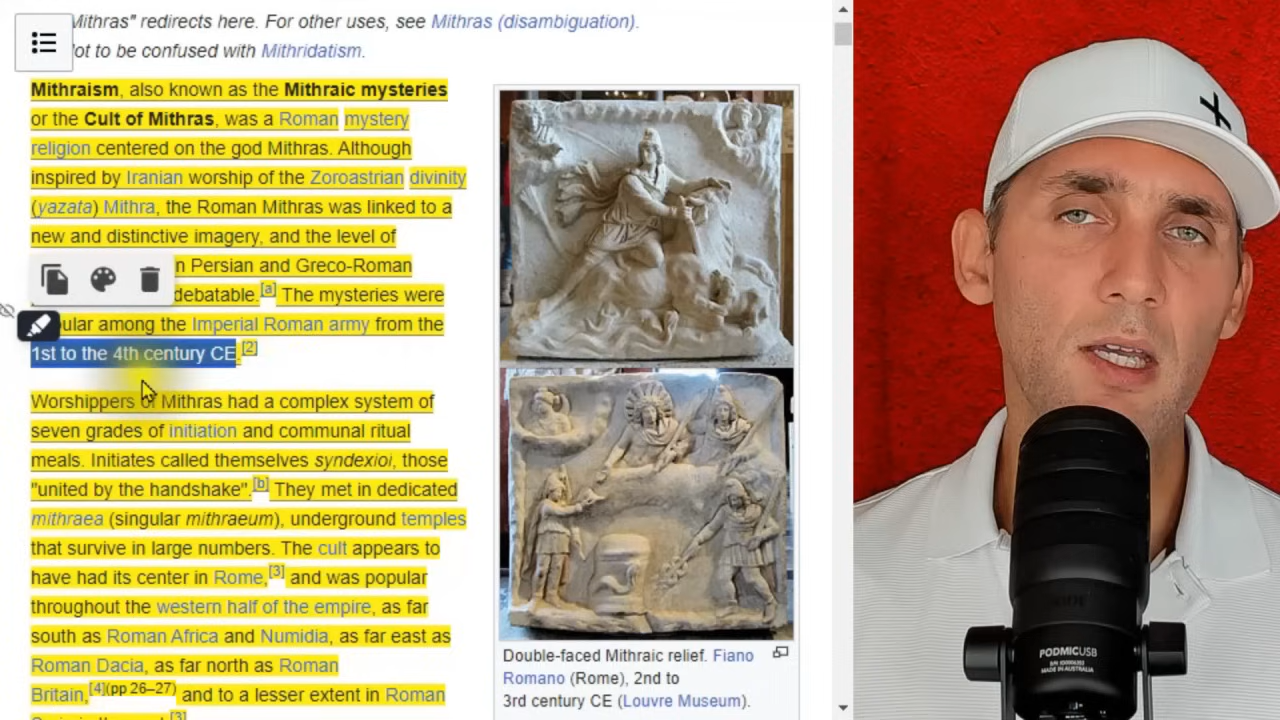 Mithras" redirects here. For other uses, see Mithras (disambiguation).
ot to be confused with Mithridatism.
Mithraism, also known as the Mithraic mysteries
or the Cult of Mithras, was a Roman mystery
religion centered on the god Mithras. Although
inspired by Iranian worship of the Zoroastrian divinity
(yazata) Mithra, the Roman Mithras was linked to a
new and distinctive imagery, and the level of
n Persian and Greco-Roman
debatable.[a] The mysteries were
ular among the Imperial Roman army from the
1st to the 4th century CE.[2]
Worshippers of Mithras had a complex system of
seven grades of initiation and communal ritual
meals. Initiates called themselves syndexioi, those
"united by the handshake".[b] They met in dedicated
mithraea (singular mithraeum), underground temples
that survive in large numbers. The cult appears to
have had its center in Rome,[3] and was popular
throughout the western half of the empire, as far
south as Roman Africa and Numidia, as far east as
Roman Dacia, as far north as Roman
Britain,[4](pp 26–27) and to a lesser extent in Roman
Double-faced Mithraic relief. Fiano
Romano (Rome), 2nd to
3rd century CE (Louvre Museum).
PODMICUSB
MADE IN AUSTRALIA